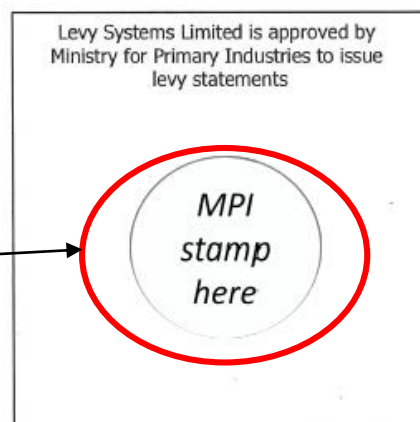 Levy Systems Limited is approved by
Ministry for Primary Industries to issue
levy statements
MPI
stamp
here